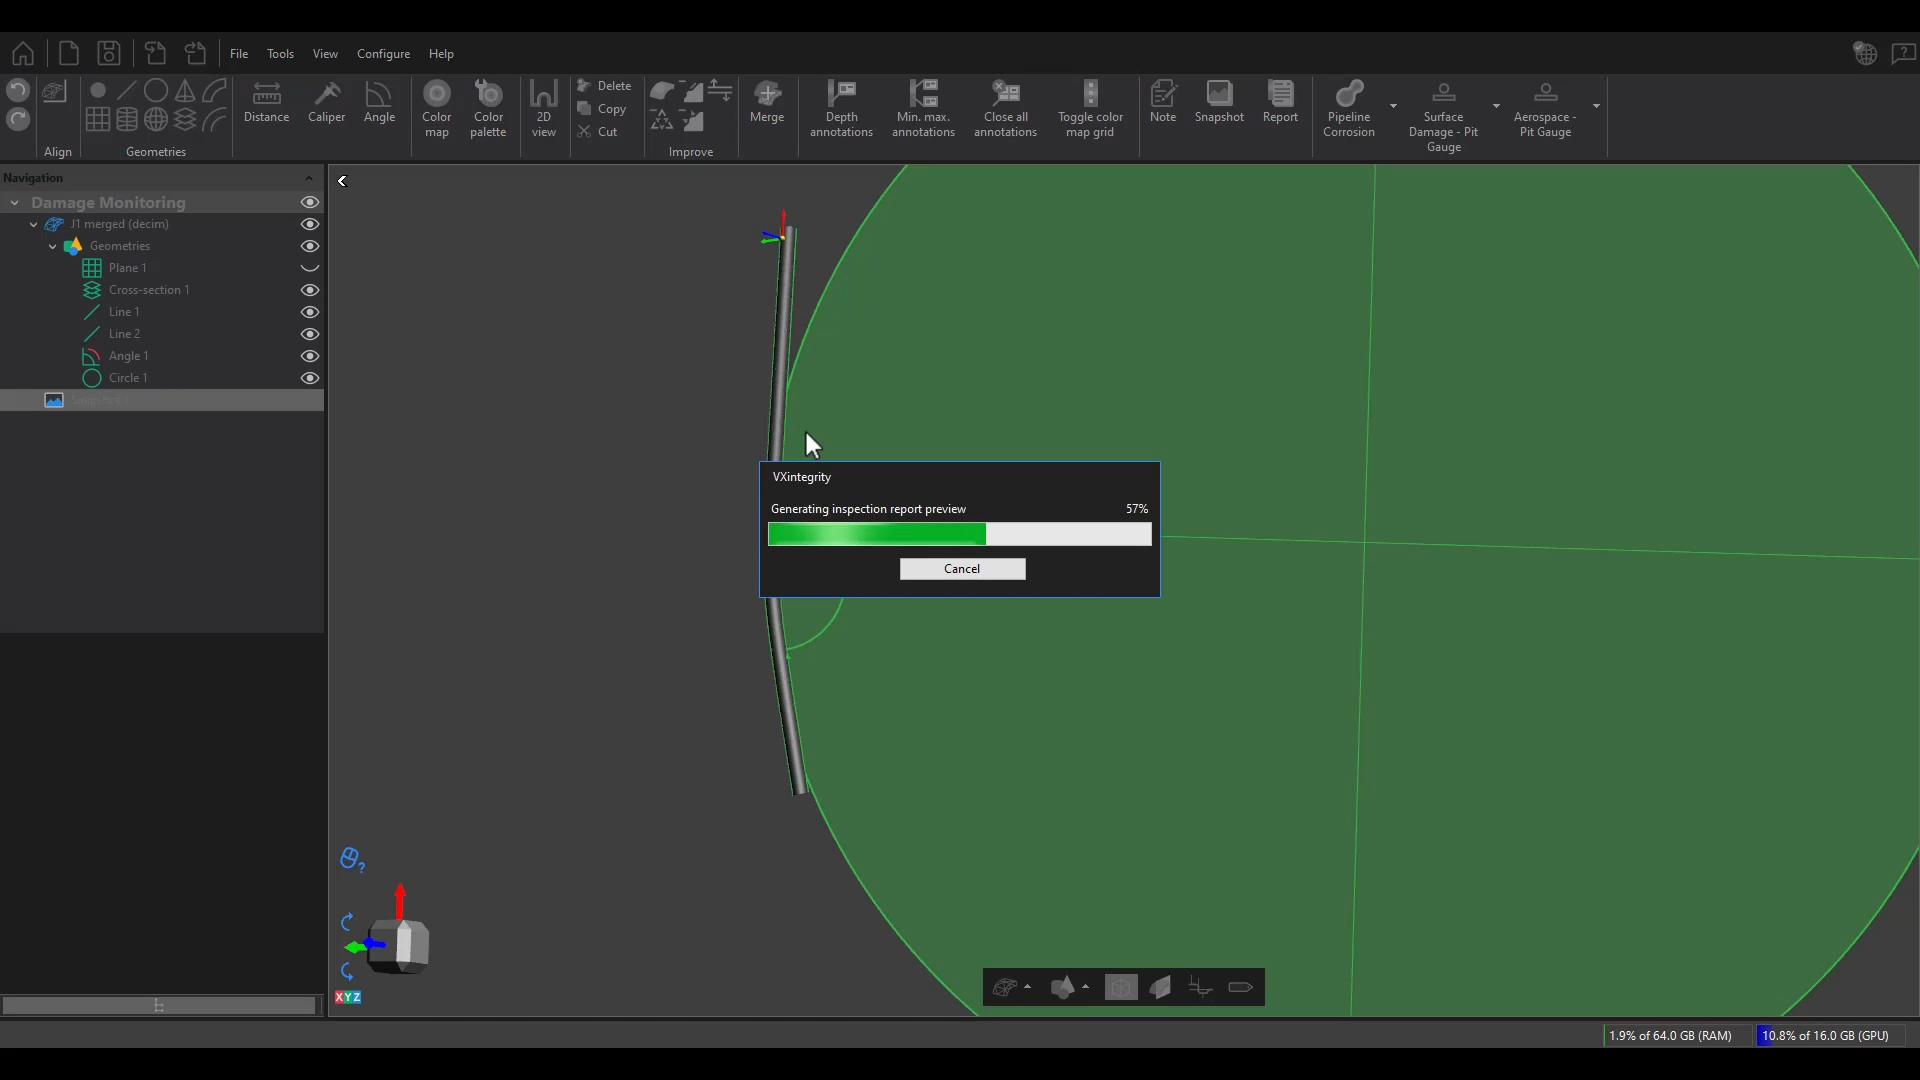 File Tools View Configure Help
Align
Geometries
Distance
Caliper
Angle
Color
map
Color
palette
2D
view
Delete
Copy
Cut
Improve
Merge
Depth
annotations
Min. max.
annotations
Close all
annotations
Toggle color
map grid
Note
Snapshot
Report
Pipeline
Corrosion
Surface
Damage - Pit
Gauge
Aerospace -
Pit Gauge
Navigation
Damage Monitoring
J1 merged (decim)
Geometries
Plane 1
Cross-section 1
Line 1
Line 2
Angle 1
Circle 1
VXintegrity
Generating inspection report preview 57%
Cancel
XYZ
1.9% of 64.0 GB (RAM) 10.8% of 16.0 GB (GPU)